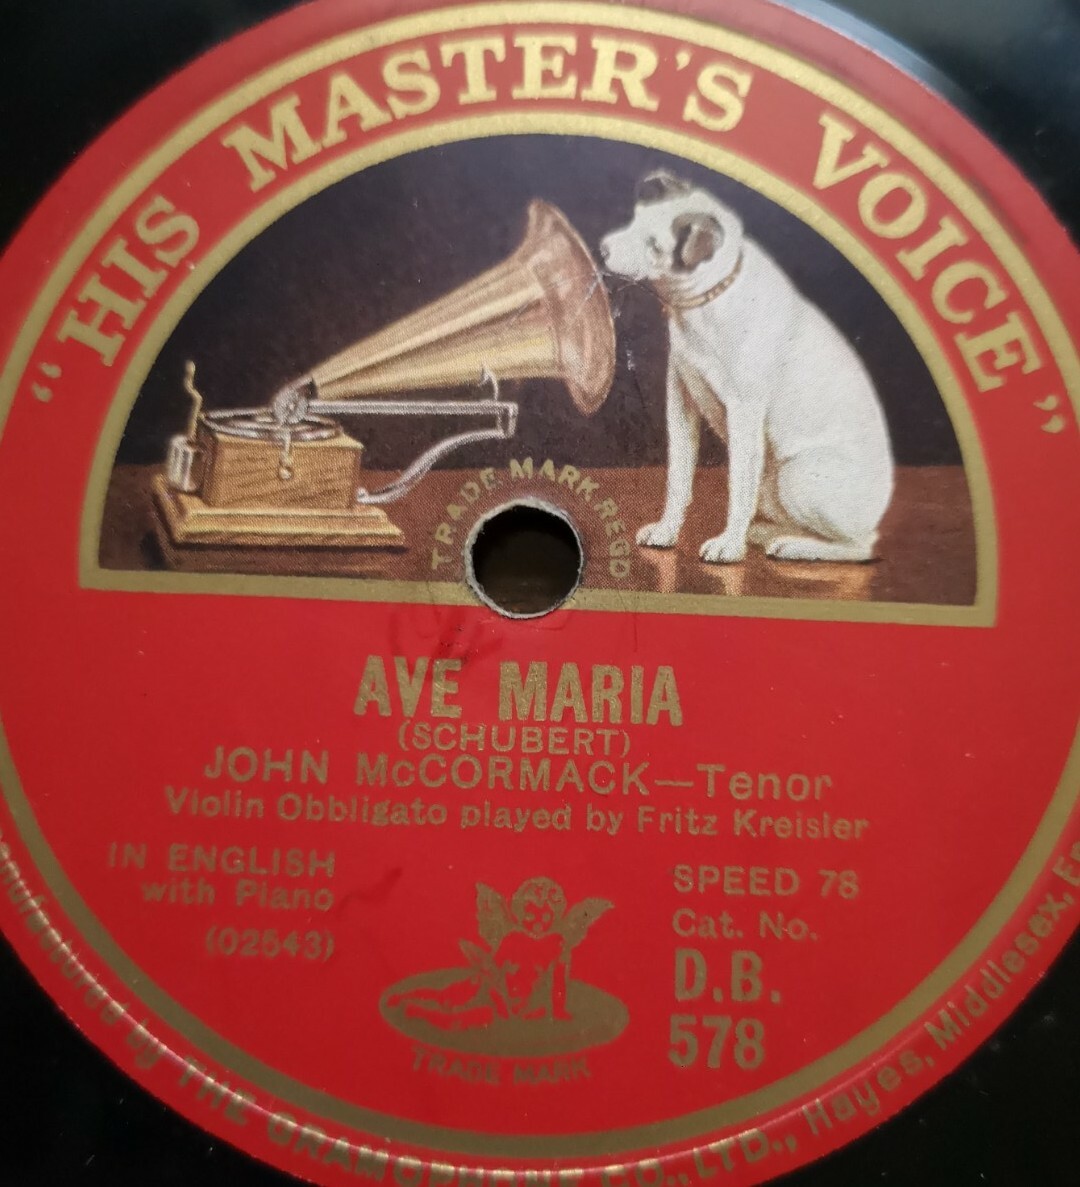 "HIS MASTER'S VOICE"
TRADE MARK REGD
AVE MARIA
(SCHUBERT)
JOHN McCORMACK—Tenor
Violin Obbligato played by Fritz Kreisler
IN ENGLISH
with Piano
(02543)
SPEED 78
Cat. No.
D.B.
578
TRADE MARK
by THE GRAMOPHONE CO., LTD., Hayes, Middlesex,